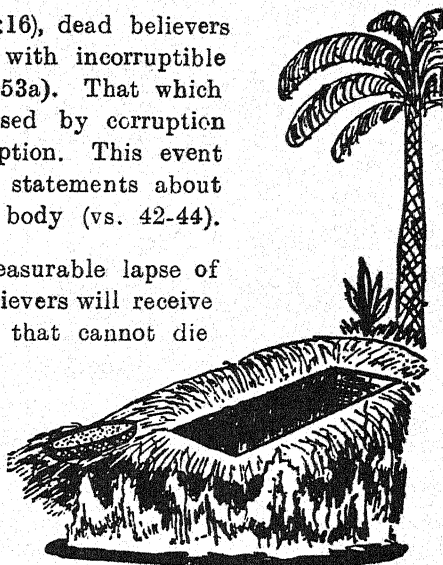 :16), dead believers
with incorruptible
53a). That which
sed by corruption
ption. This event
statements about
body (vs. 42-44).
easurable lapse of
ievers will receive
that cannot die